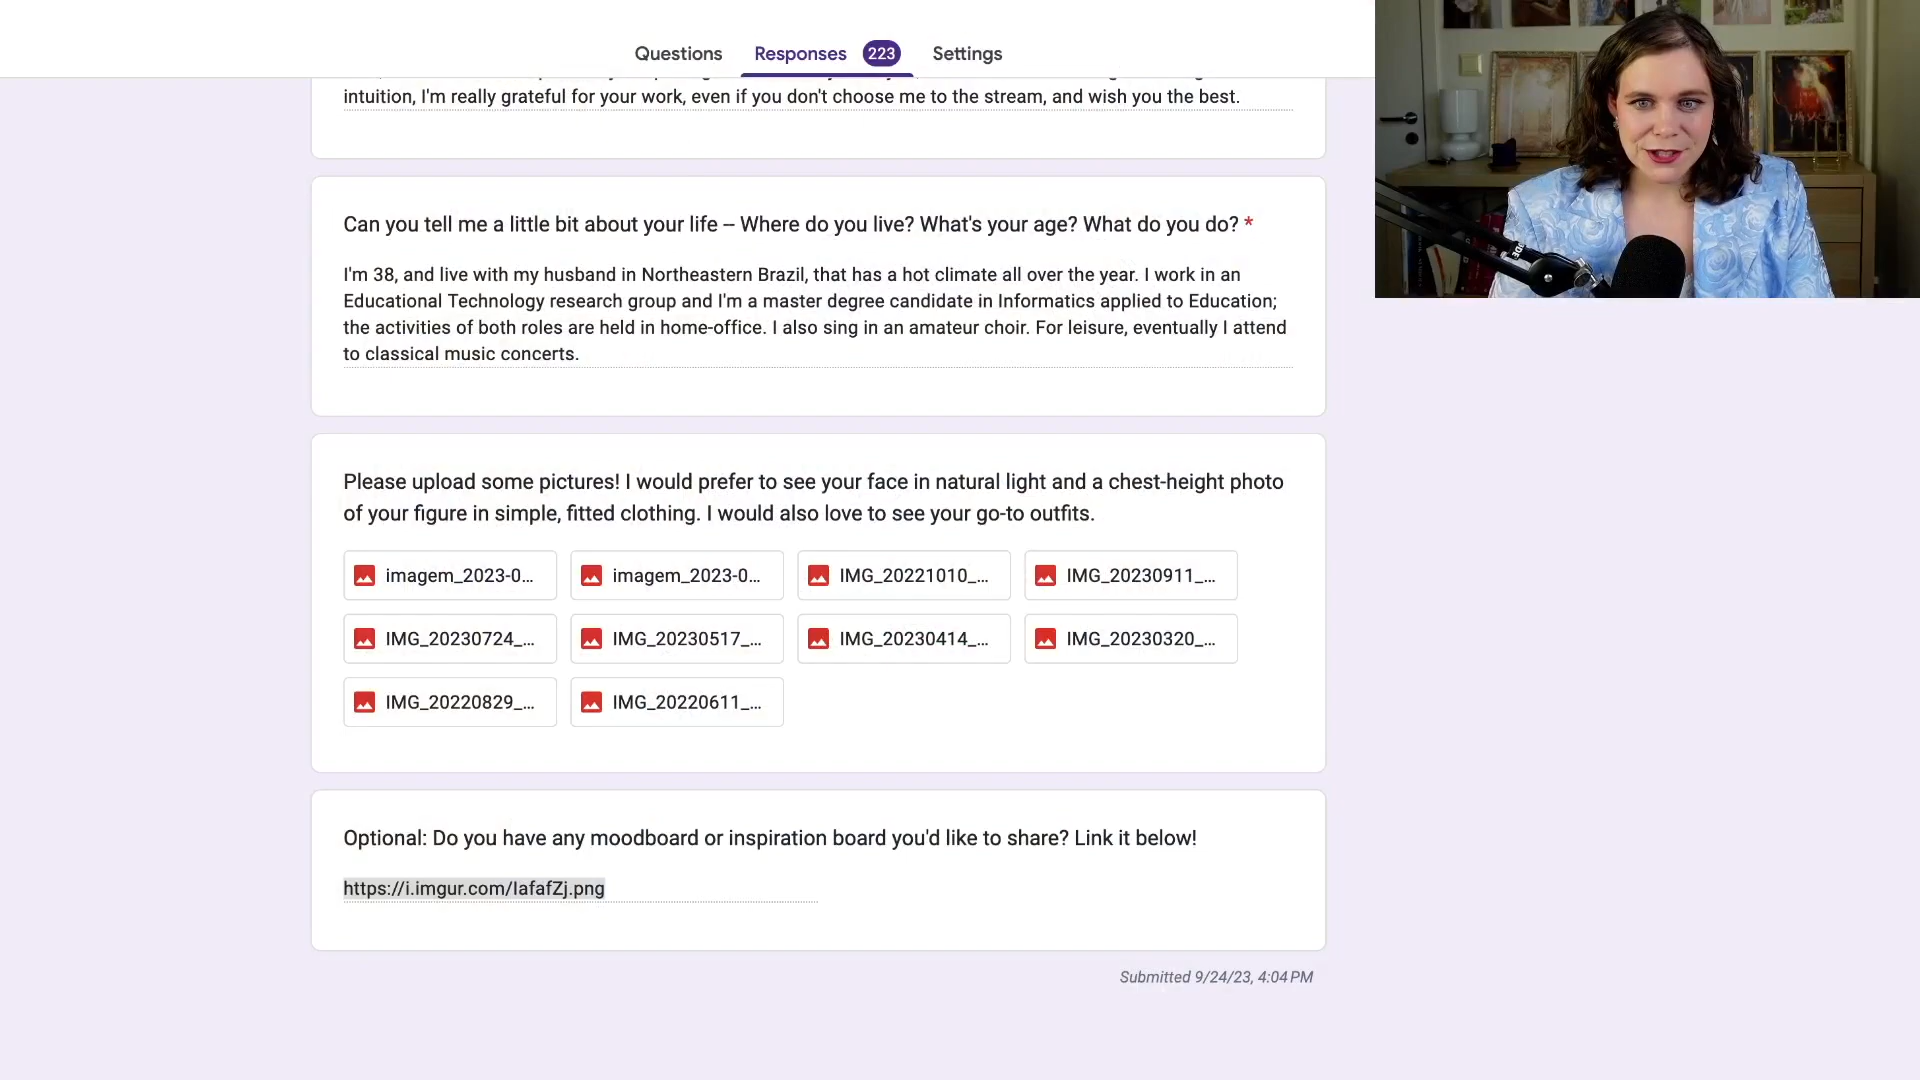 Questions Responses 223 Settings
intuition, I'm really grateful for your work, even if you don't choose me to the stream, and wish you the best.
Can you tell me a little bit about your life – Where do you live? What's your age? What do you do? *
I'm 38, and live with my husband in Northeastern Brazil, that has a hot climate all over the year. I work in an
Educational Technology research group and I'm a master degree candidate in Informatics applied to Education;
the activities of both roles are held in home-office. I also sing in an amateur choir. For leisure, eventually I attend
to classical music concerts.
Please upload some pictures! I would prefer to see your face in natural light and a chest-height photo
of your figure in simple, fitted clothing. I would also love to see your go-to outfits.
imagem_2023-0... imagem_2023-0... IMG_20221010_... IMG_20230911_...
IMG_20230724_... IMG_20230517_... IMG_20230414_... IMG_20230320_...
IMG_20220829_... IMG_20220611_...
Optional: Do you have any moodboard or inspiration board you'd like to share? Link it below!
https://i.imgur.com/IafafZj.png
Submitted 9/24/23, 4:04 PM